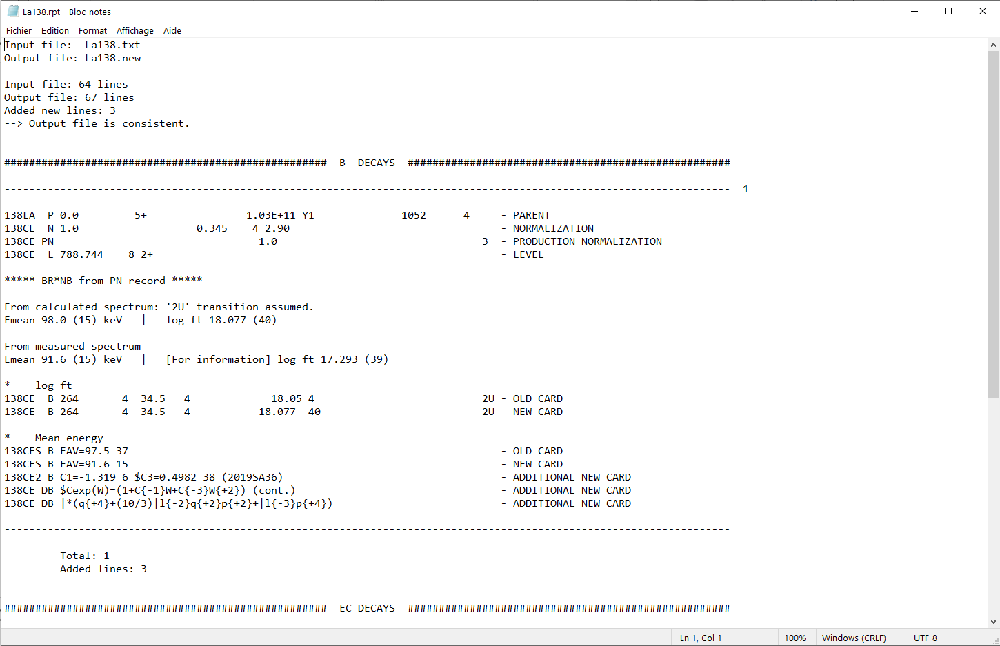 La138.rpt - Bloc-notes
Fichier Edition Format Affichage Aide
Input file:  La138.txt
Output file: La138.new
Input file: 64 lines
Output file: 67 lines
Added new lines: 3
--> Output file is consistent.
####################################################  B- DECAYS  ####################################################
---------------------------------------------------------------------------------------------------------------------  1
138LA  P 0.0         5+                1.03E+11 Y1              1052      4     - PARENT
138CE  N 1.0                   0.345    4 2.90                                  - NORMALIZATION
138CE PN                                 1.0                                 3  - PRODUCTION NORMALIZATION
138CE  L 788.744    8 2+                                                        - LEVEL
***** BR*NB from PN record *****
From calculated spectrum: '2U' transition assumed.
Emean 98.0 (15) keV   |   log ft 18.077 (40)
From measured spectrum
Emean 91.6 (15) keV   |   [For information] log ft 17.293 (39)
*    log ft
138CE  B 264       4  34.5   4             18.05 4                           2U - OLD CARD
138CE  B 264       4  34.5   4           18.077  40                          2U - NEW CARD
*    Mean energy
138CES B EAV=97.5 37                                                            - OLD CARD
138CES B EAV=91.6 15                                                            - NEW CARD
138CE2 B C1=-1.319 6 $C3=0.4982 38 (2019SA36)                                   - ADDITIONAL NEW CARD
138CE DB $Cexp(W)=(1+C{-1}W+C{-3}W{+2}) (cont.)                                 - ADDITIONAL NEW CARD
138CE DB |*(q{+4}+(10/3)|l{-2}q{+2}p{+2}+|l{-3}p{+4})                           - ADDITIONAL NEW CARD
---------------------------------------------------------------------------------------------------------------------
-------- Total: 1
-------- Added lines: 3
####################################################  EC DECAYS  ####################################################
Ln 1, Col 1 100% Windows (CRLF) UTF-8